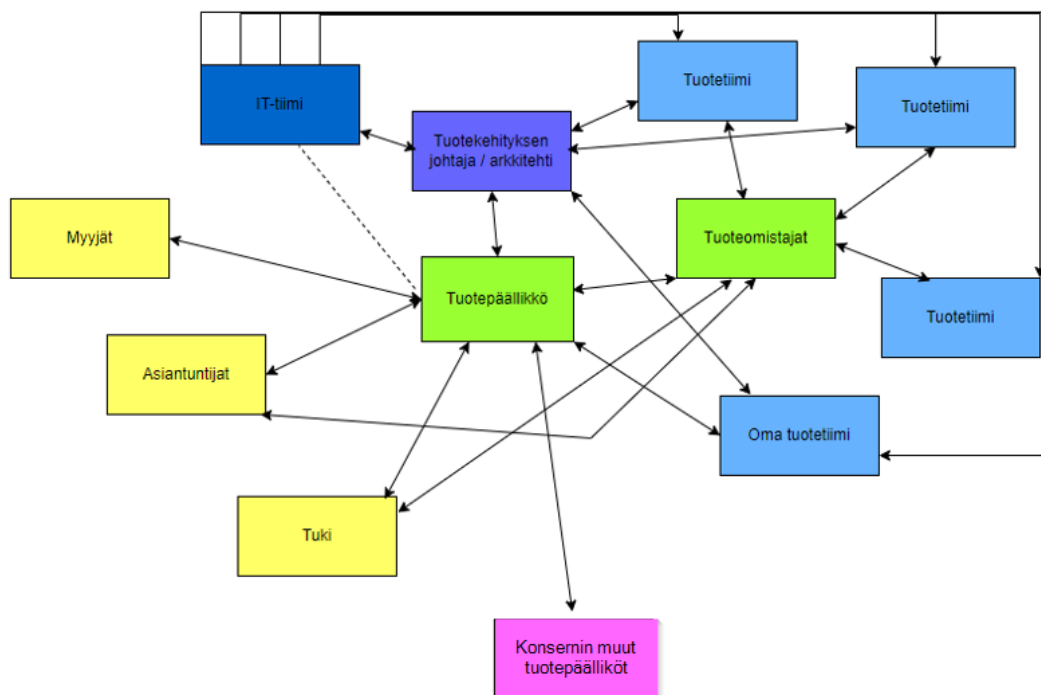 Tuotetiimi
IT-tiimi
Tuotetiimi
Tuotekehityksen
johtaja / arkkitehti
Myyjät
Tuoteomistajat
Tuotepäällikkö
Tuotetiimi
Asiantuntijat
Oma tuotetiimi
Tuki
Konsernin muut
tuotepäälliköt